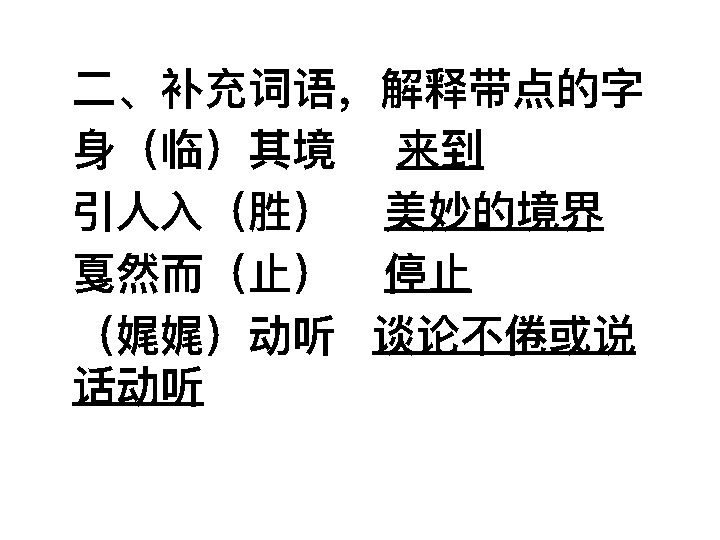 二、补充词语，解释带点的字
身（临）其境 来到
引人入（胜） 美妙的境界
戛然而（止） 停止
（娓娓）动听 谈论不倦或说
话动听